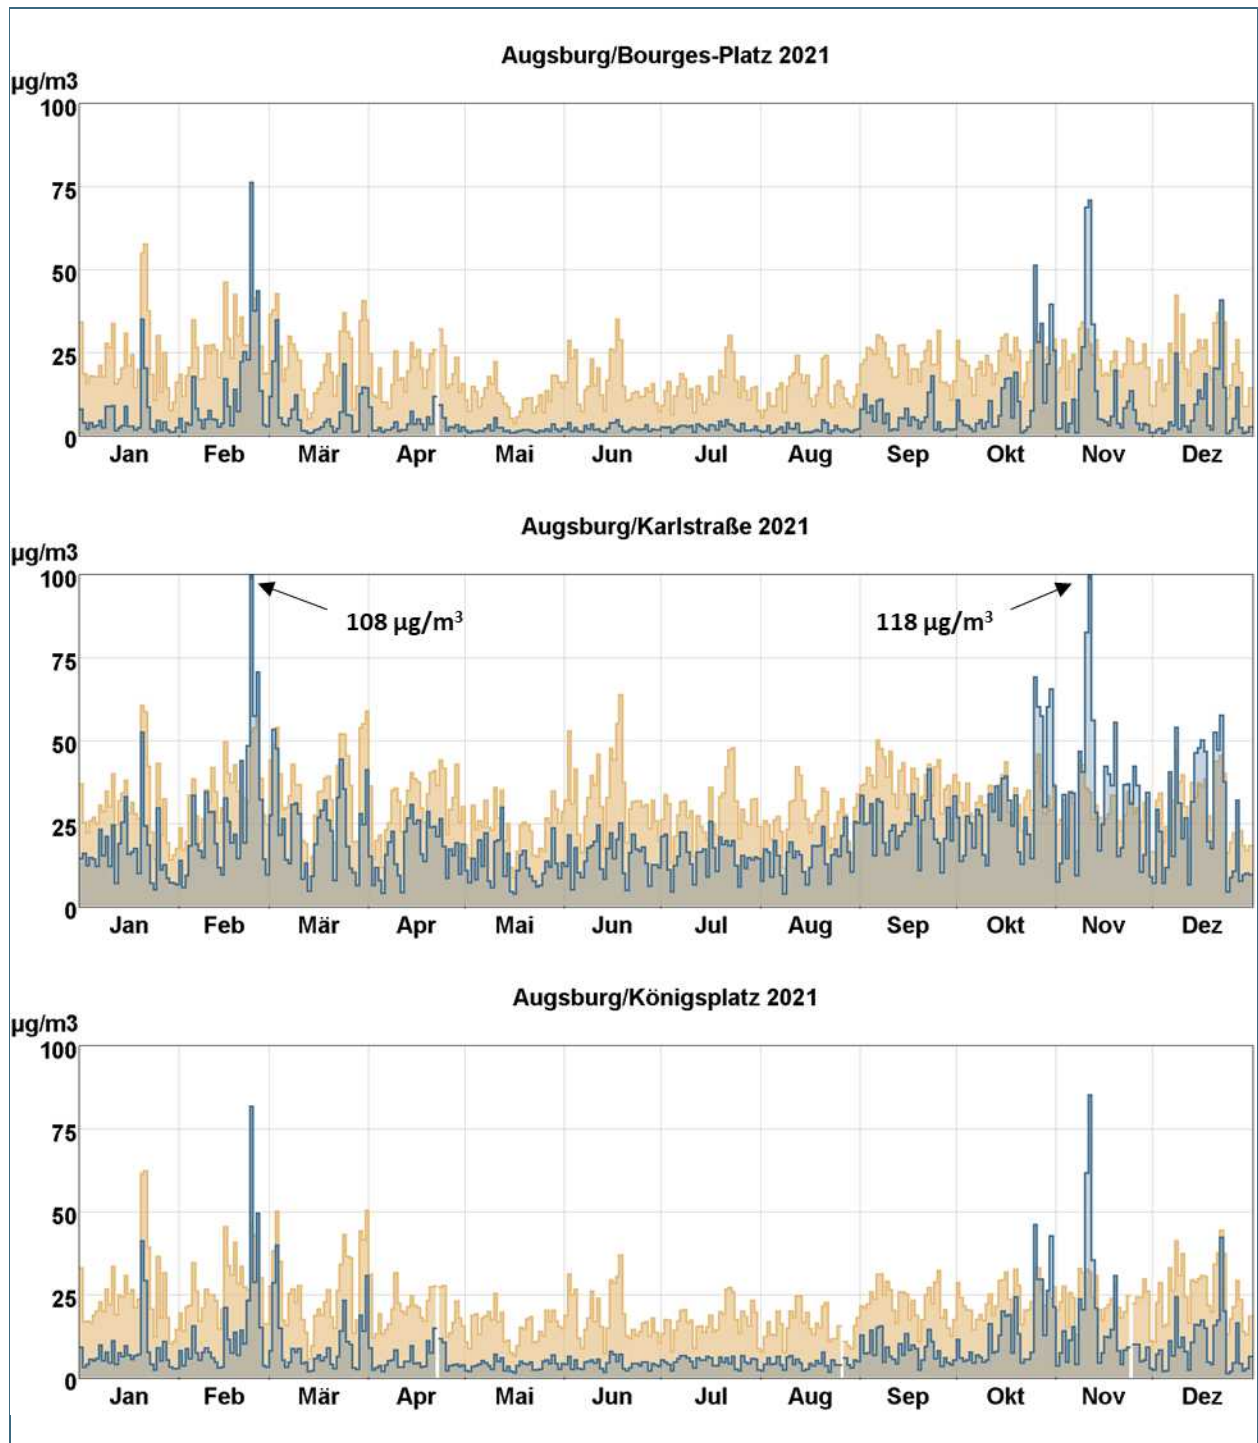 Augsburg/Bourges-Platz 2021
µg/m3
100
75
50
25
0
Jan Feb Mär Apr Mai Jun Jul Aug Sep Okt Nov Dez
Augsburg/Karlstraße 2021
µg/m3
100
108 µg/m³ 118 µg/m³
75
50
25
0
Jan Feb Mär Apr Mai Jun Jul Aug Sep Okt Nov Dez
Augsburg/Königsplatz 2021
µg/m3
100
75
50
25
0
Jan Feb Mär Apr Mai Jun Jul Aug Sep Okt Nov Dez